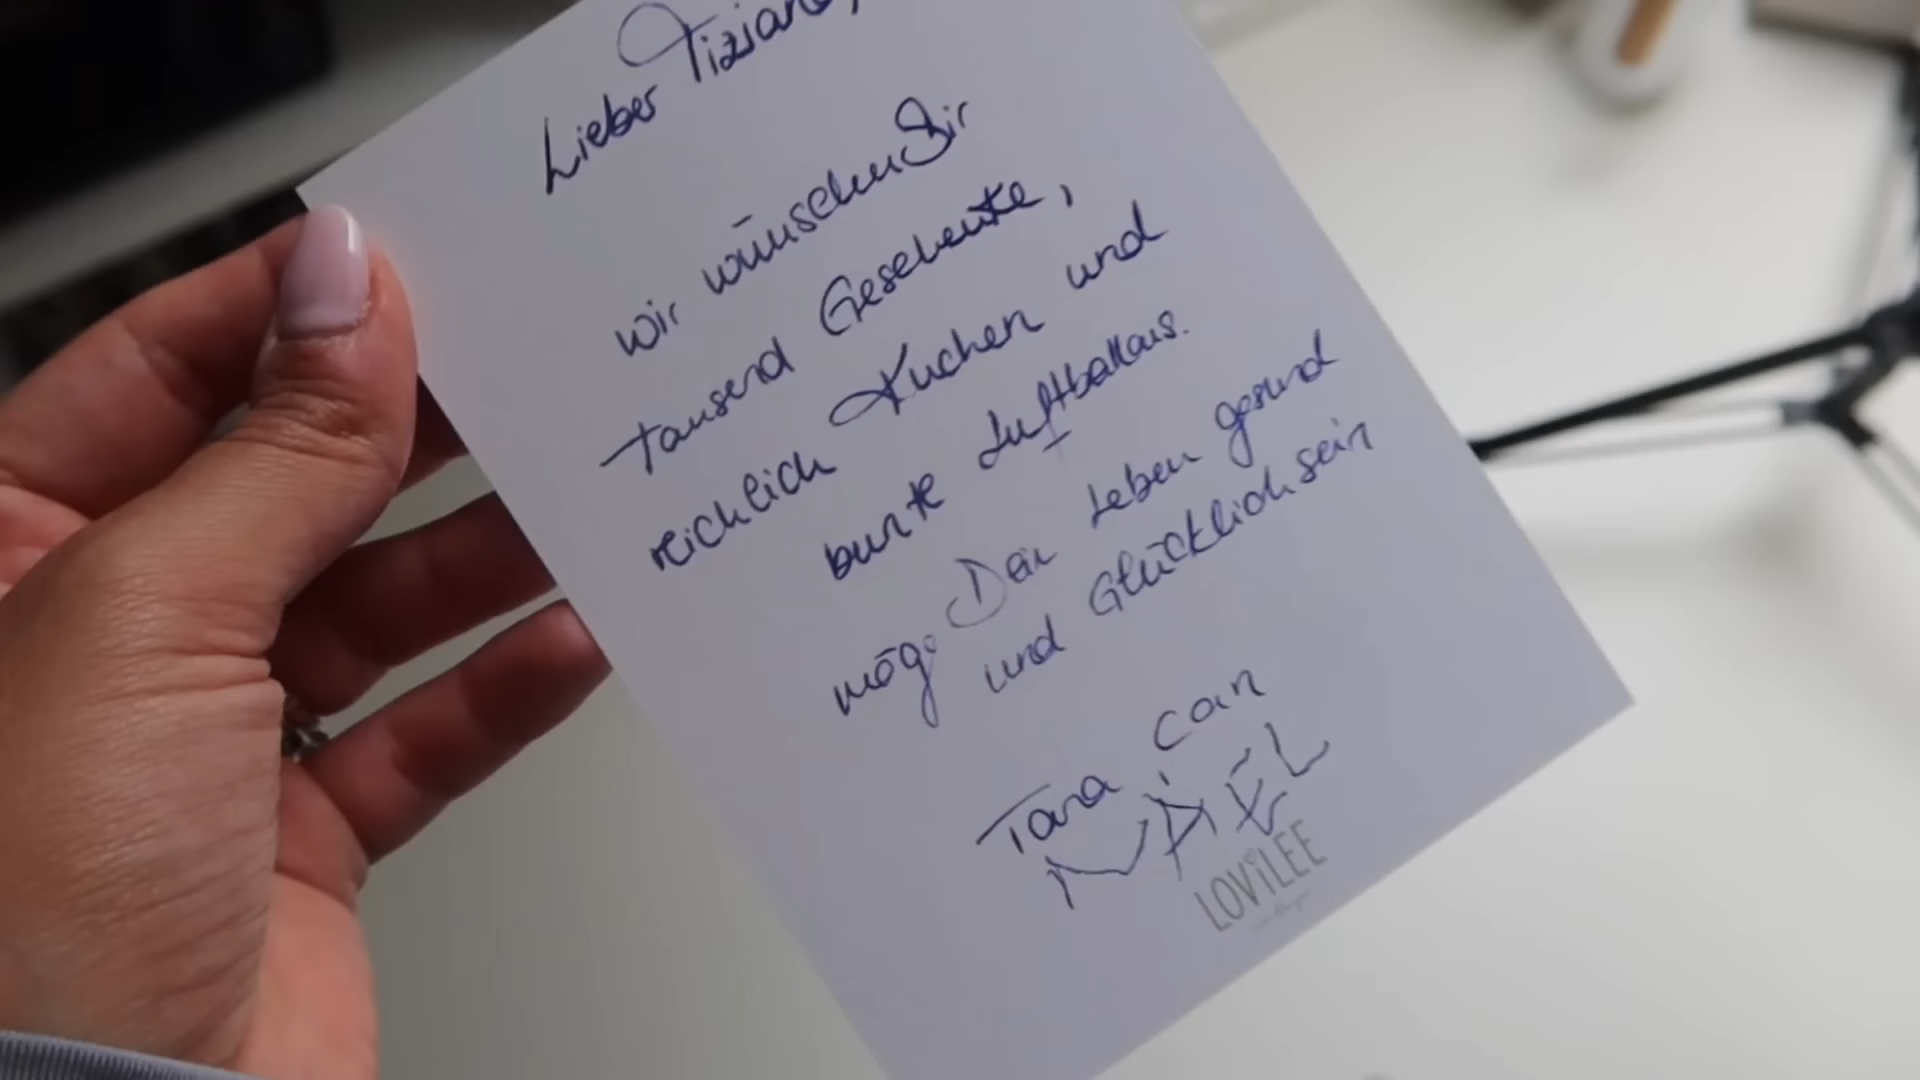 Lieber Tiziano,
wir wünschen Dir
tausend Geschenke,
reichlich Kuchen und
bunte Luftballons.
möge Dein Leben gesund
und Glücklich sein
Tara Can
NAEL
LOViLEE